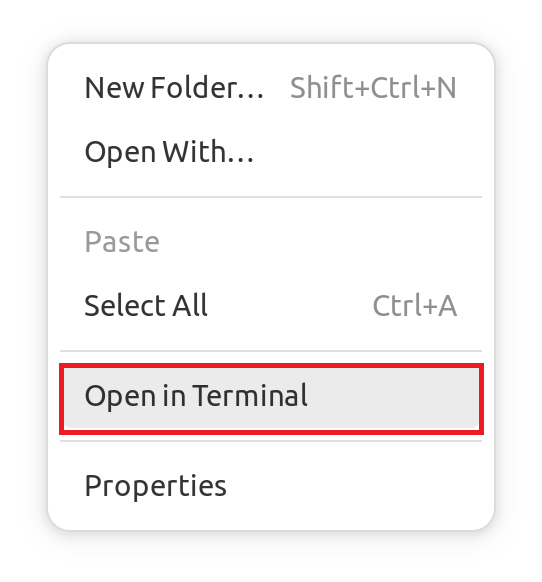 New Folder… Shift+Ctrl+N
Open With…
Paste
Select All Ctrl+A
Open in Terminal
Properties